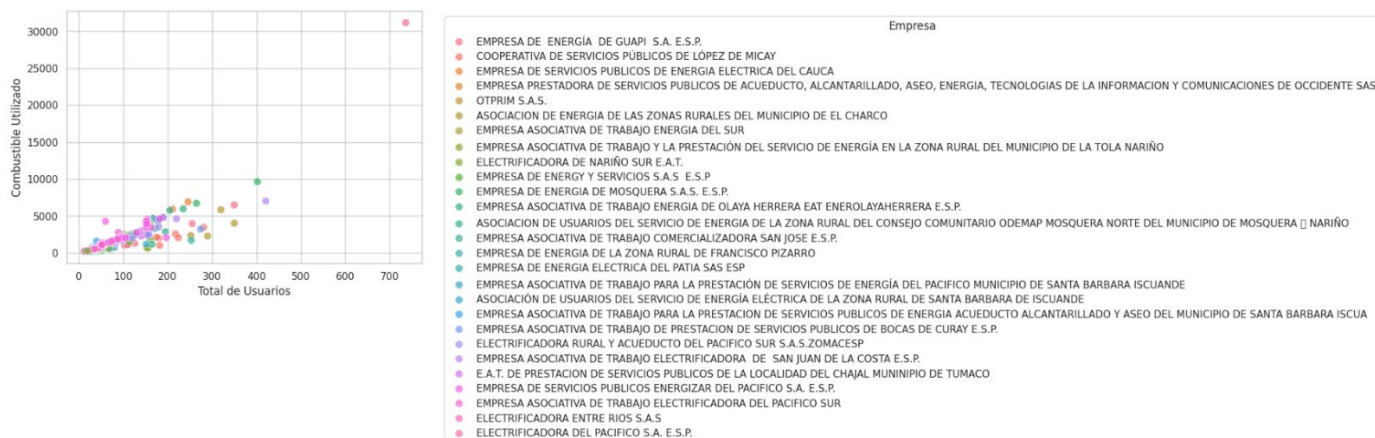 30000
25000
20000
15000
10000
5000
0
Combustible Utilizado
0 100 200 300 400 500 600 700
Total de Usuarios
Empresa
EMPRESA DE ENERGÍA DE GUAPI S.A. E.S.P.
COOPERATIVA DE SERVICIOS PÚBLICOS DE LÓPEZ DE MICAY
EMPRESA DE SERVICIOS PUBLICOS DE ENERGIA ELECTRICA DEL CAUCA
EMPRESA PRESTADORA DE SERVICIOS PUBLICOS DE ACUEDUCTO, ALCANTARILLADO, ASEO, ENERGIA, TECNOLOGIAS DE LA INFORMACION Y COMUNICACIONES DE OCCIDENTE SAS
OTPRIM S.A.S.
ASOCIACION DE ENERGIA DE LAS ZONAS RURALES DEL MUNICIPIO DE EL CHARCO
EMPRESA ASOCIATIVA DE TRABAJO ENERGIA DEL SUR
EMPRESA ASOCIATIVA DE TRABAJO Y LA PRESTACIÓN DEL SERVICIO DE ENERGÍA EN LA ZONA RURAL DEL MUNICIPIO DE LA TOLA NARIÑO
ELECTRIFICADORA DE NARIÑO SUR E.A.T.
EMPRESA DE ENERGY Y SERVICIOS S.A.S E.S.P
EMPRESA DE ENERGIA DE MOSQUERA S.A.S. E.S.P.
EMPRESA ASOCIATIVA DE TRABAJO ENERGIA DE OLAYA HERRERA EAT ENEROLAYAHERRERA E.S.P.
ASOCIACION DE USUARIOS DEL SERVICIO DE ENERGIA DE LA ZONA RURAL DEL CONSEJO COMUNITARIO ODEMAP MOSQUERA NORTE DEL MUNICIPIO DE MOSQUERA ▯ NARIÑO
EMPRESA ASOCIATIVA DE TRABAJO COMERCIALIZADORA SAN JOSE E.S.P.
EMPRESA DE ENERGIA DE LA ZONA RURAL DE FRANCISCO PIZARRO
EMPRESA DE ENERGIA ELECTRICA DEL PATIA SAS ESP
EMPRESA ASOCIATIVA DE TRABAJO PARA LA PRESTACIÓN DE SERVICIOS DE ENERGÍA DEL PACIFICO MUNICIPIO DE SANTA BARBARA ISCUANDE
ASOCIACIÓN DE USUARIOS DEL SERVICIO DE ENERGÍA ELÉCTRICA DE LA ZONA RURAL DE SANTA BARBARA DE ISCUANDE
EMPRESA ASOCIATIVA DE TRABAJO PARA LA PRESTACION DE SERVICIOS PUBLICOS DE ENERGIA ACUEDUCTO ALCANTARILLADO Y ASEO DEL MUNICIPIO DE SANTA BARBARA ISCUA
EMPRESA ASOCIATIVA DE TRABAJO DE PRESTACION DE SERVICIOS PUBLICOS DE BOCAS DE CURAY E.S.P.
ELECTRIFICADORA RURAL Y ACUEDUCTO DEL PACIFICO SUR S.A.S.ZOMACESP
EMPRESA ASOCIATIVA DE TRABAJO ELECTRIFICADORA DE SAN JUAN DE LA COSTA E.S.P.
E.A.T. DE PRESTACION DE SERVICIOS PUBLICOS DE LA LOCALIDAD DEL CHAJAL MUNINIPIO DE TUMACO
EMPRESA DE SERVICIOS PUBLICOS ENERGIZAR DEL PACIFICO S.A. E.S.P.
EMPRESA ASOCIATIVA DE TRABAJO ELECTRIFICADORA DEL PACIFICO SUR
ELECTRIFICADORA ENTRE RIOS S.A.S
ELECTRIFICADORA DEL PACIFICO S.A. E.S.P.